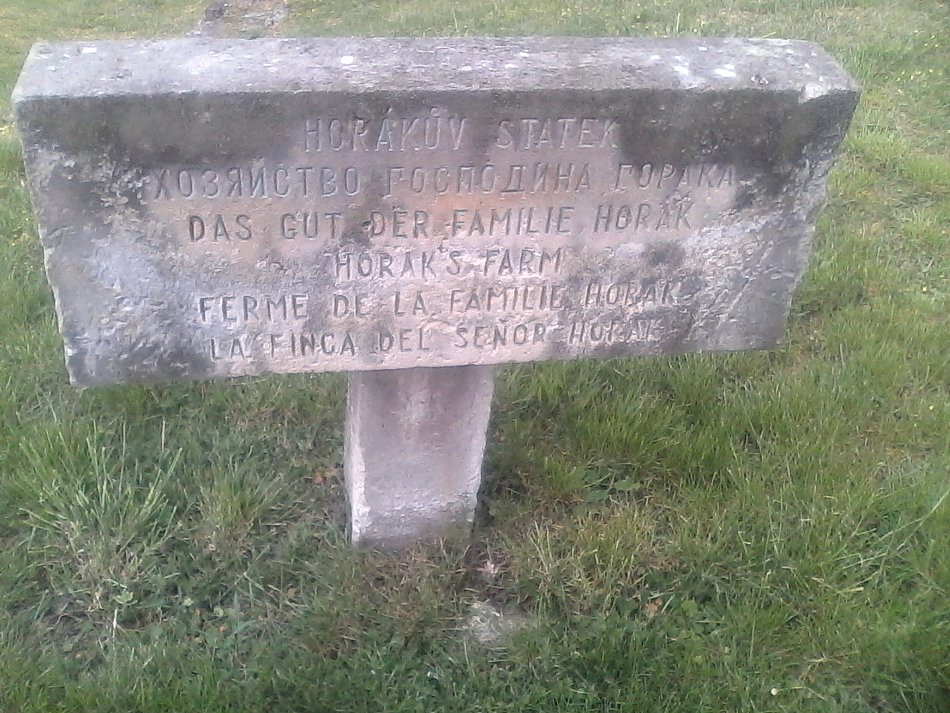 HORÁKŮV STATEK
ХОЗЯЙСТВО ГОСПОДИНА ГОРАКА
DAS GUT DER FAMILIE HORÁK
HORÁK'S FARM
FERME DE LA FAMILIE HORÁK
LA FINCA DEL SEÑOR HORÁK